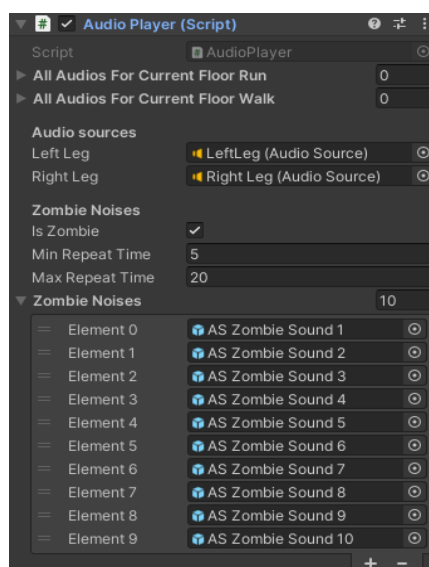 # Audio Player (Script)
Script AudioPlayer
All Audios For Current Floor Run 0
All Audios For Current Floor Walk 0
Audio sources
Left Leg LeftLeg (Audio Source)
Right Leg Right Leg (Audio Source)
Zombie Noises
Is Zombie
Min Repeat Time 5
Max Repeat Time 20
Zombie Noises 10
Element 0 AS Zombie Sound 1
Element 1 AS Zombie Sound 2
Element 2 AS Zombie Sound 3
Element 3 AS Zombie Sound 4
Element 4 AS Zombie Sound 5
Element 5 AS Zombie Sound 6
Element 6 AS Zombie Sound 7
Element 7 AS Zombie Sound 8
Element 8 AS Zombie Sound 9
Element 9 AS Zombie Sound 10
+ −